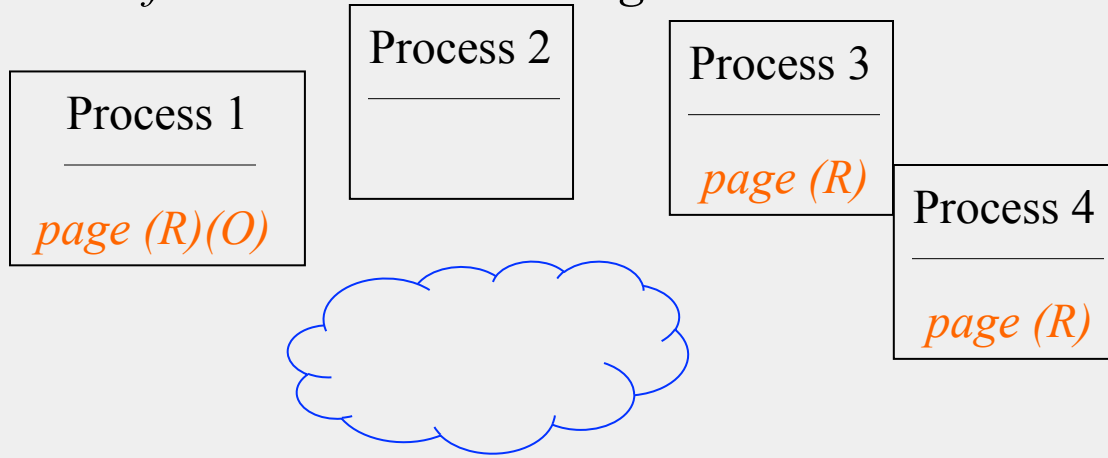 Process 1
page (R)(O)
Process 2
Process 3
page (R)
Process 4
page (R)